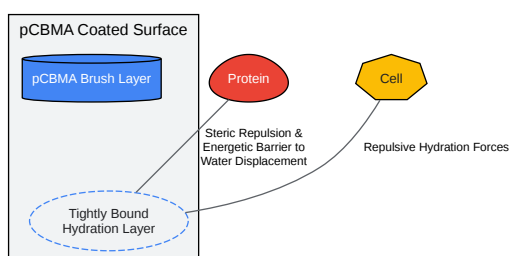 pCBMA Coated Surface
pCBMA Brush Layer
Protein
Cell
Steric Repulsion &
Energetic Barrier to
Water Displacement
Repulsive Hydration Forces
Tightly Bound
Hydration Layer